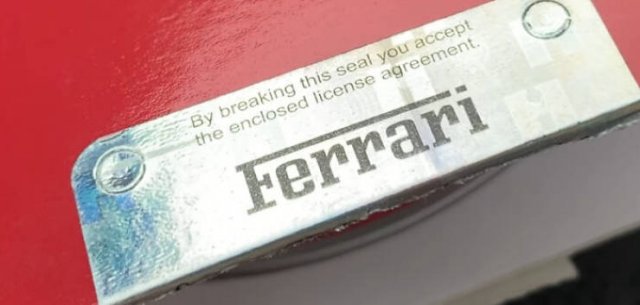 By breaking this seal you accept
the enclosed license agreement.
Ferrari